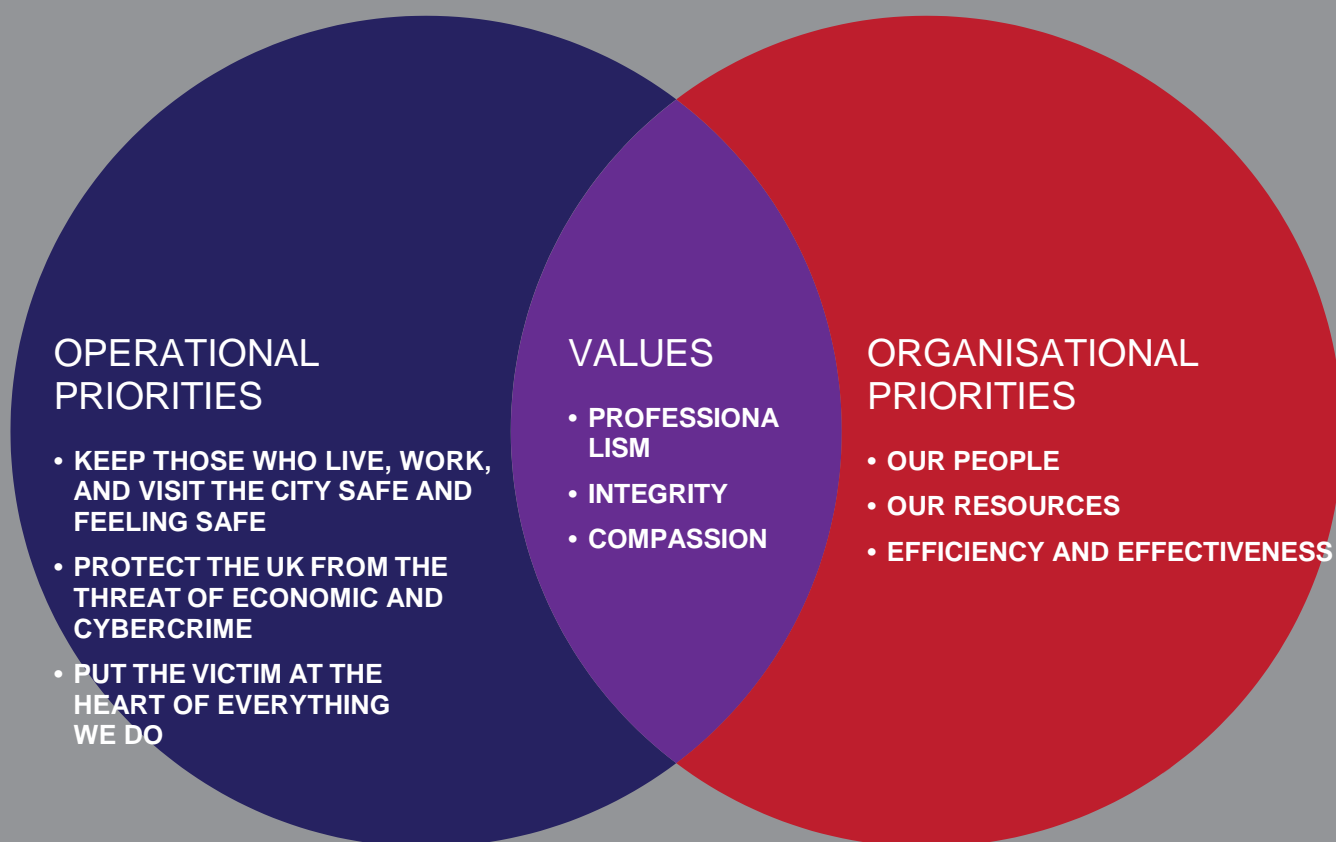 OPERATIONAL
PRIORITIES
• KEEP THOSE WHO LIVE, WORK,
AND VISIT THE CITY SAFE AND
FEELING SAFE
• PROTECT THE UK FROM THE
THREAT OF ECONOMIC AND
CYBERCRIME
• PUT THE VICTIM AT THE
HEART OF EVERYTHING
WE DO
VALUES
• PROFESSIONA
LISM
• INTEGRITY
• COMPASSION
ORGANISATIONAL
PRIORITIES
• OUR PEOPLE
• OUR RESOURCES
• EFFICIENCY AND EFFECTIVENESS